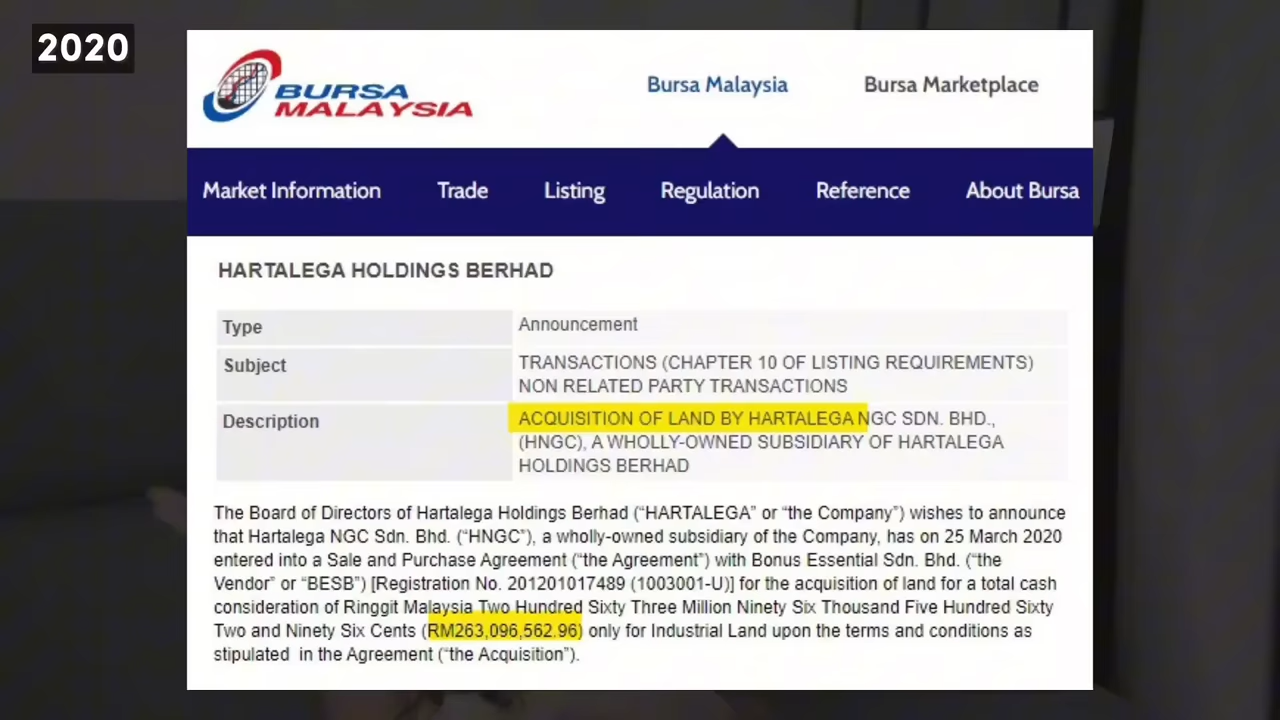 2020
BURSA
MALAYSIA
Bursa Malaysia
Bursa Marketplace
Market Information
Trade
Listing
Regulation
Reference
About Bursa
HARTALEGA HOLDINGS BERHAD
Type
Announcement
Subject
TRANSACTIONS (CHAPTER 10 OF LISTING REQUIREMENTS)
NON RELATED PARTY TRANSACTIONS
Description
ACQUISITION OF LAND BY HARTALEGA NGC SDN. BHD.,
(HNGC), A WHOLLY-OWNED SUBSIDIARY OF HARTALEGA
HOLDINGS BERHAD
The Board of Directors of Hartalega Holdings Berhad (“HARTALEGA” or “the Company”) wishes to announce
that Hartalega NGC Sdn. Bhd. (“HNGC”), a wholly-owned subsidiary of the Company, has on 25 March 2020
entered into a Sale and Purchase Agreement (“the Agreement”) with Bonus Essential Sdn. Bhd. (“the
Vendor” or “BESB”) [Registration No. 201201017489 (1003001-U)] for the acquisition of land for a total cash
consideration of Ringgit Malaysia Two Hundred Sixty Three Million Ninety Six Thousand Five Hundred Sixty
Two and Ninety Six Cents (RM263,096,562.96) only for Industrial Land upon the terms and conditions as
stipulated in the Agreement (“the Acquisition”).